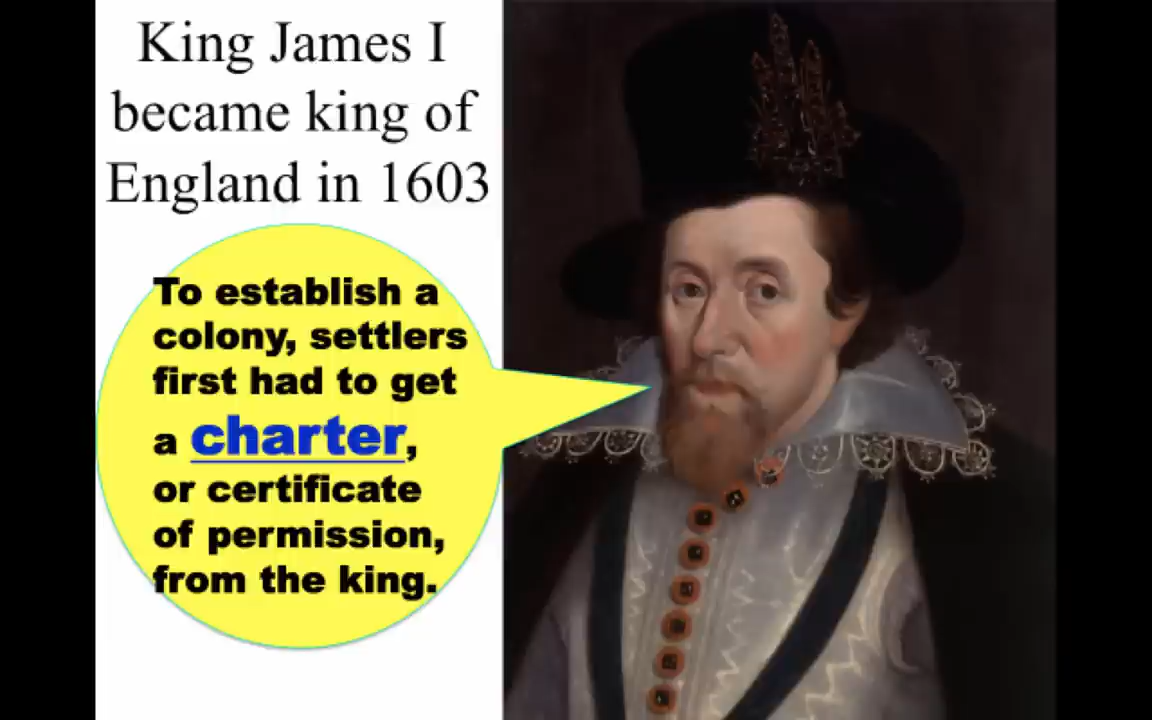 King James I
became king of
England in 1603
To establish a
colony, settlers
first had to get
a charter,
or certificate
of permission,
from the king.